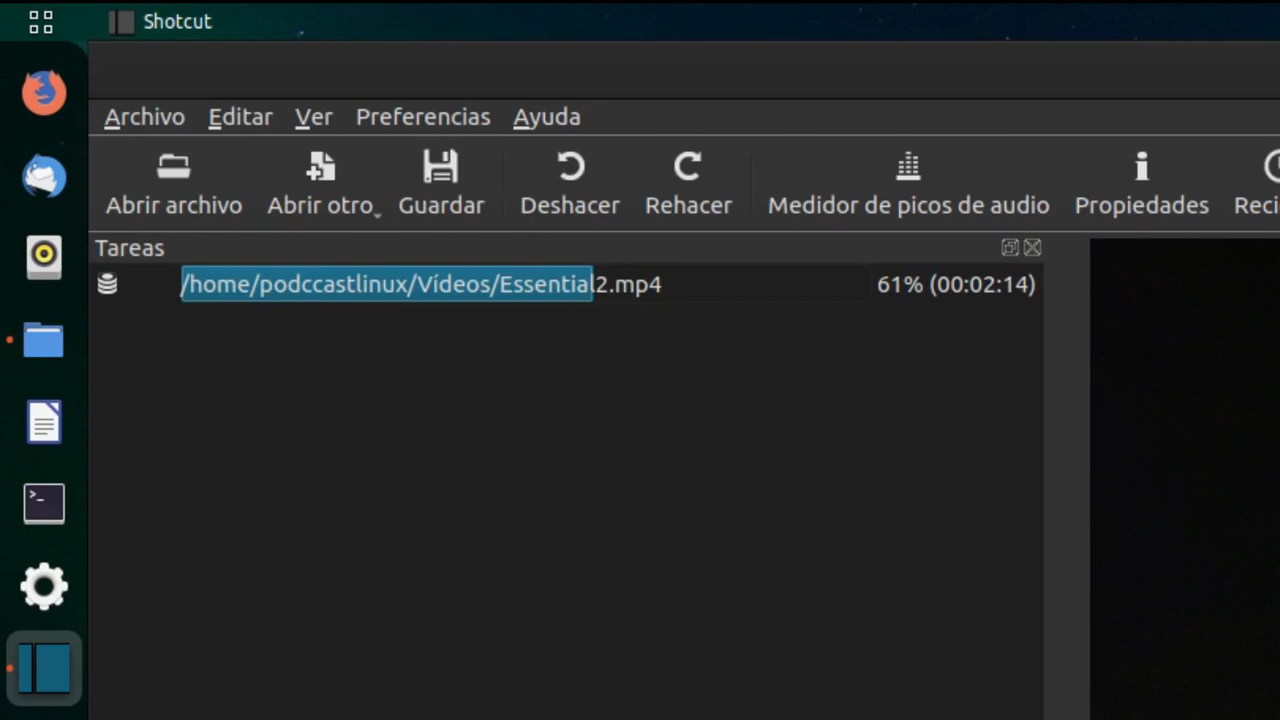 Shotcut
Archivo Editar Ver Preferencias Ayuda
Abrir archivo Abrir otro Guardar Deshacer Rehacer Medidor de picos de audio Propiedades Reci
Tareas
/home/podccastlinux/Vídeos/Essential2.mp4 61% (00:02:14)